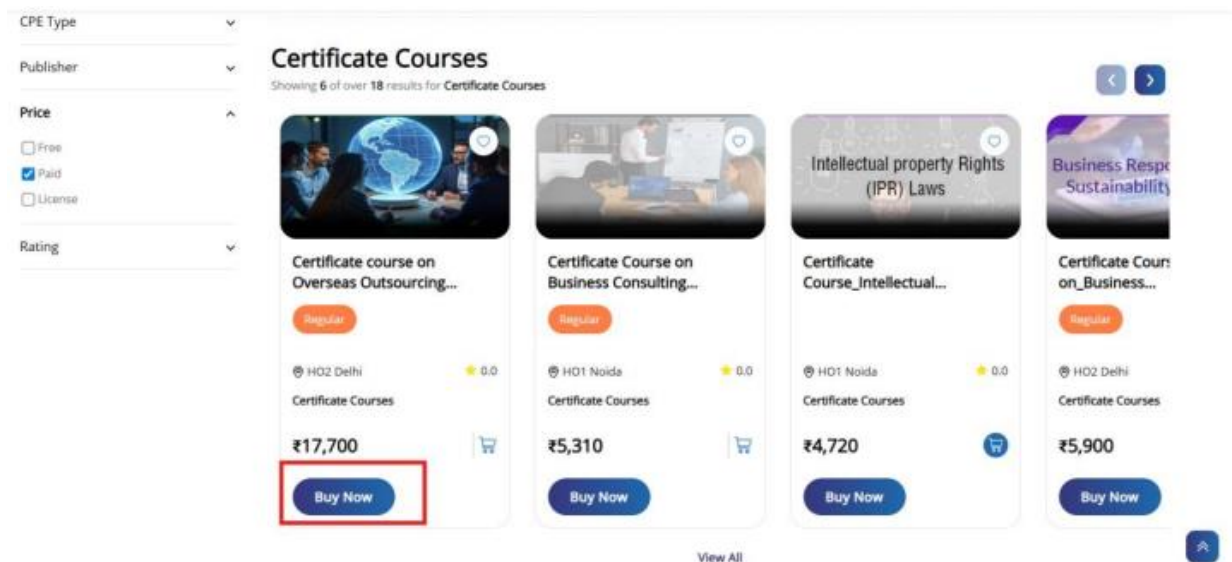 CPE Type
Publisher
Price
Free
Paid
License
Rating
Certificate Courses
Showing 6 of over 18 results for Certificate Courses
Certificate course on
Overseas Outsourcing...
Regular
HO2 Delhi
0.0
Certificate Courses
₹17,700
Buy Now
Certificate Course on
Business Consulting...
Regular
HO1 Noida
0.0
Certificate Courses
₹5,310
Buy Now
Intellectual property Rights
(IPR) Laws
Certificate
Course_Intellectual...
HO1 Noida
0.0
Certificate Courses
₹4,720
Buy Now
Business Resp
Sustainability
Certificate Cour
on_Business...
Regular
HO2 Delhi
Certificate Courses
₹5,900
Buy Now
View All